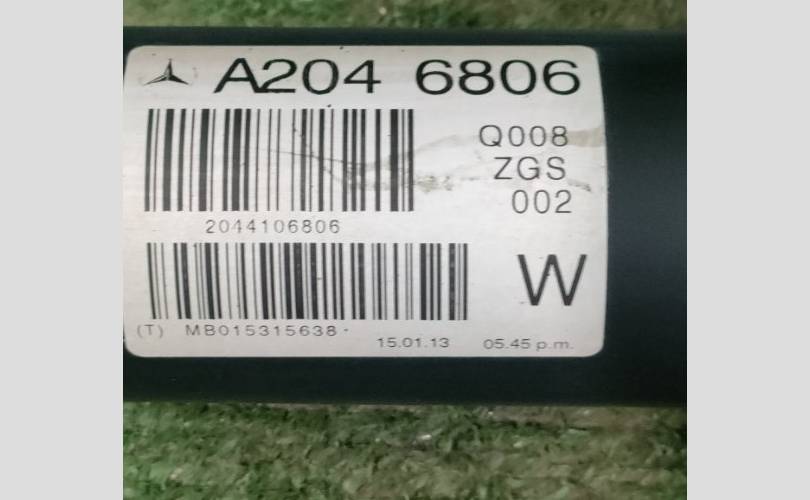 A204 6806
Q008
ZGS
002
2044106806
W
(T) MB015315638
15.01.13 05.45 p.m.